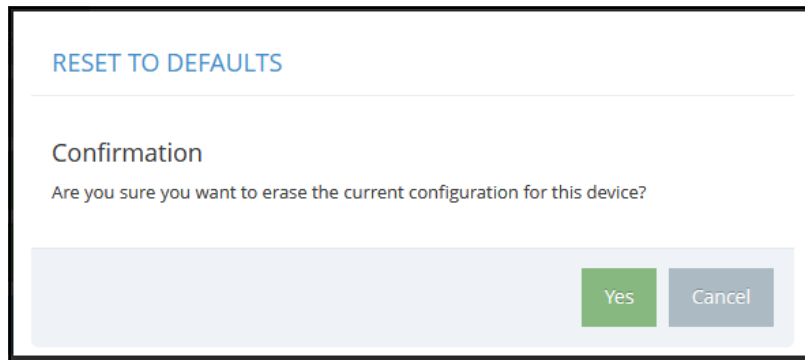 RESET TO DEFAULTS
Confirmation
Are you sure you want to erase the current configuration for this device?
Yes
Cancel